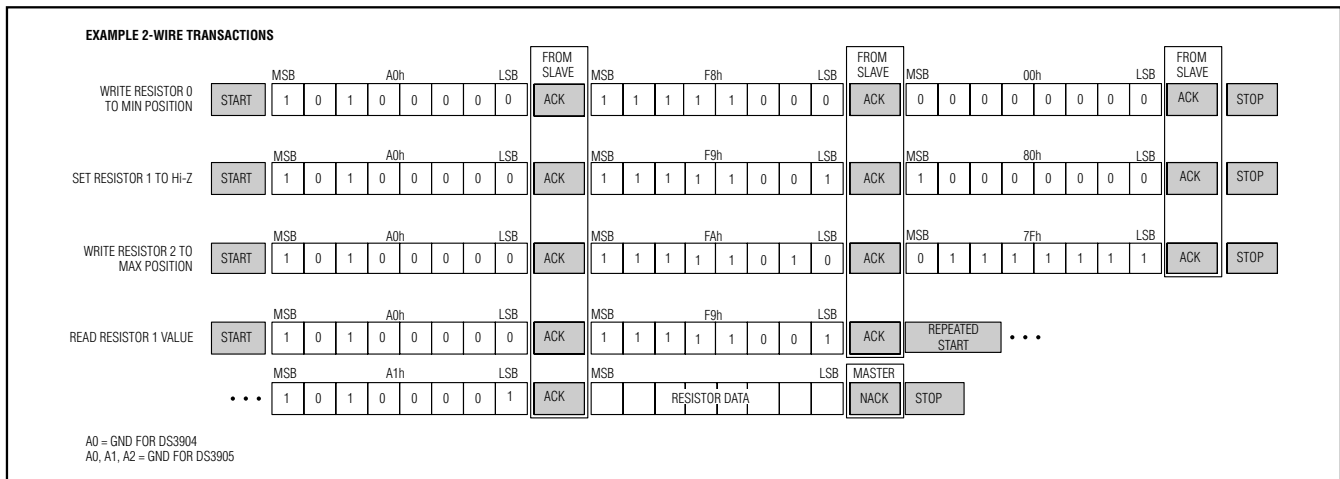 EXAMPLE 2-WIRE TRANSACTIONS
FROM SLAVE FROM SLAVE FROM SLAVE
MSB A0h LSB MSB F8h LSB MSB 00h LSB
WRITE RESISTOR 0 TO MIN POSITION START 1 0 1 0 0 0 0 0 ACK 1 1 1 1 1 0 0 0 ACK 0 0 0 0 0 0 0 0 ACK STOP
MSB A0h LSB MSB F9h LSB MSB 80h LSB
SET RESISTOR 1 TO Hi-Z START 1 0 1 0 0 0 0 0 ACK 1 1 1 1 1 0 0 1 ACK 1 0 0 0 0 0 0 0 ACK STOP
MSB A0h LSB MSB FAh LSB MSB 7Fh LSB
WRITE RESISTOR 2 TO MAX POSITION START 1 0 1 0 0 0 0 0 ACK 1 1 1 1 1 0 1 0 ACK 0 1 1 1 1 1 1 1 ACK STOP
MSB A0h LSB MSB F9h LSB
READ RESISTOR 1 VALUE START 1 0 1 0 0 0 0 0 ACK 1 1 1 1 1 0 0 1 ACK REPEATED START • • •
MSB A1h LSB MSB LSB MASTER
• • • 1 0 1 0 0 0 0 1 ACK RESISTOR DATA NACK STOP
A0 = GND FOR DS3904
A0, A1, A2 = GND FOR DS3905